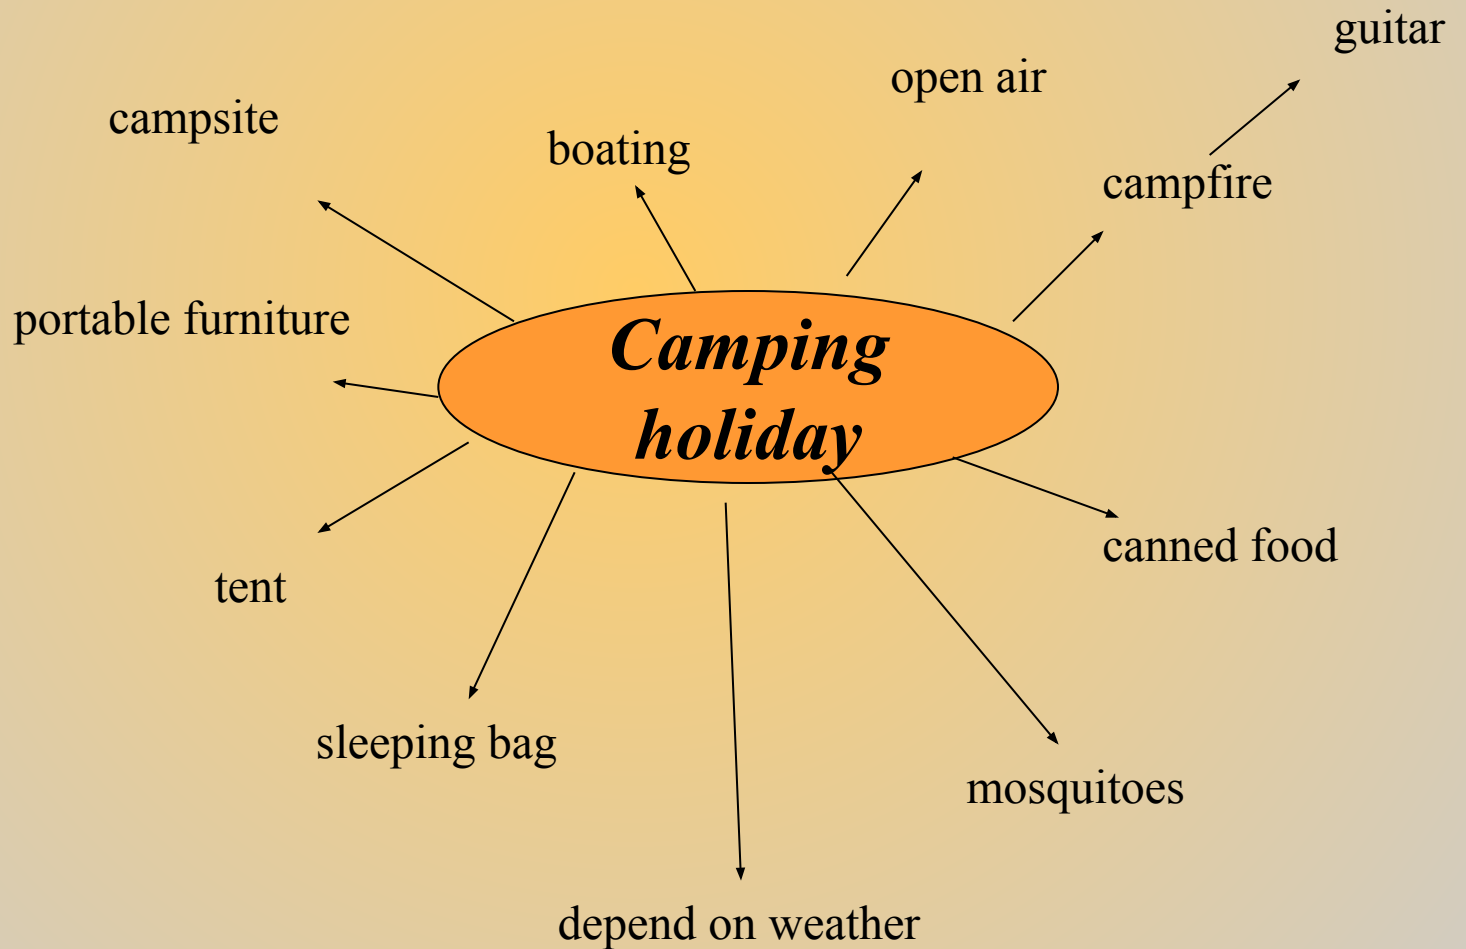 guitar
open air
campsite
boating
campfire
portable furniture
Camping
holiday
canned food
tent
sleeping bag
mosquitoes
depend on weather